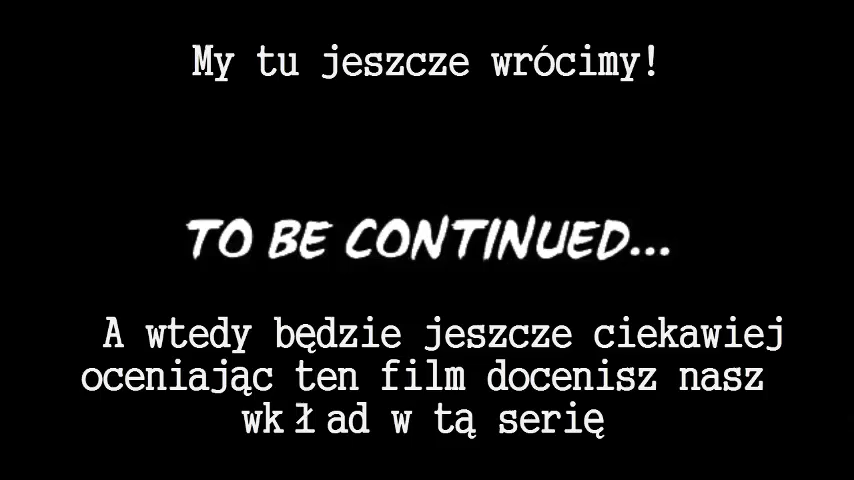 My tu jeszcze wrócimy!
TO BE CONTINUED...
A wtedy będzie jeszcze ciekawiej
oceniając ten film docenisz nasz
wkład w tą serię